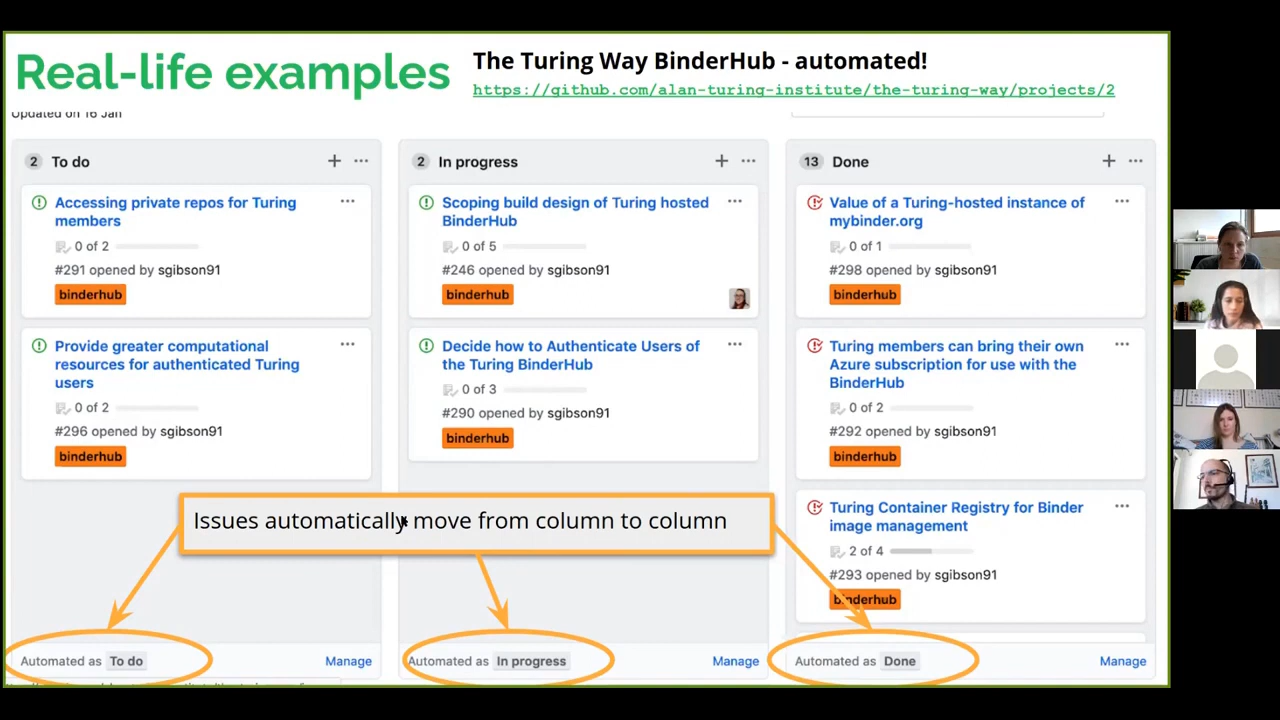 Real-life examples
The Turing Way BinderHub - automated!
https://github.com/alan-turing-institute/the-turing-way/projects/2
Updated on 16 Jan
2 To do
Accessing private repos for Turing
members
0 of 2
#291 opened by sgibson91
binderhub
Provide greater computational
resources for authenticated Turing
users
0 of 2
#296 opened by sgibson91
binderhub
Automated as To do
Manage
2 In progress
Scoping build design of Turing hosted
BinderHub
0 of 5
#246 opened by sgibson91
binderhub
Decide how to Authenticate Users of
the Turing BinderHub
0 of 3
#290 opened by sgibson91
binderhub
Automated as In progress
Manage
13 Done
Value of a Turing-hosted instance of
mybinder.org
0 of 1
#298 opened by sgibson91
binderhub
Turing members can bring their own
Azure subscription for use with the
BinderHub
0 of 2
#292 opened by sgibson91
binderhub
Turing Container Registry for Binder
image management
2 of 4
#293 opened by sgibson91
binderhub
Automated as Done
Manage
Issues automatically move from column to column